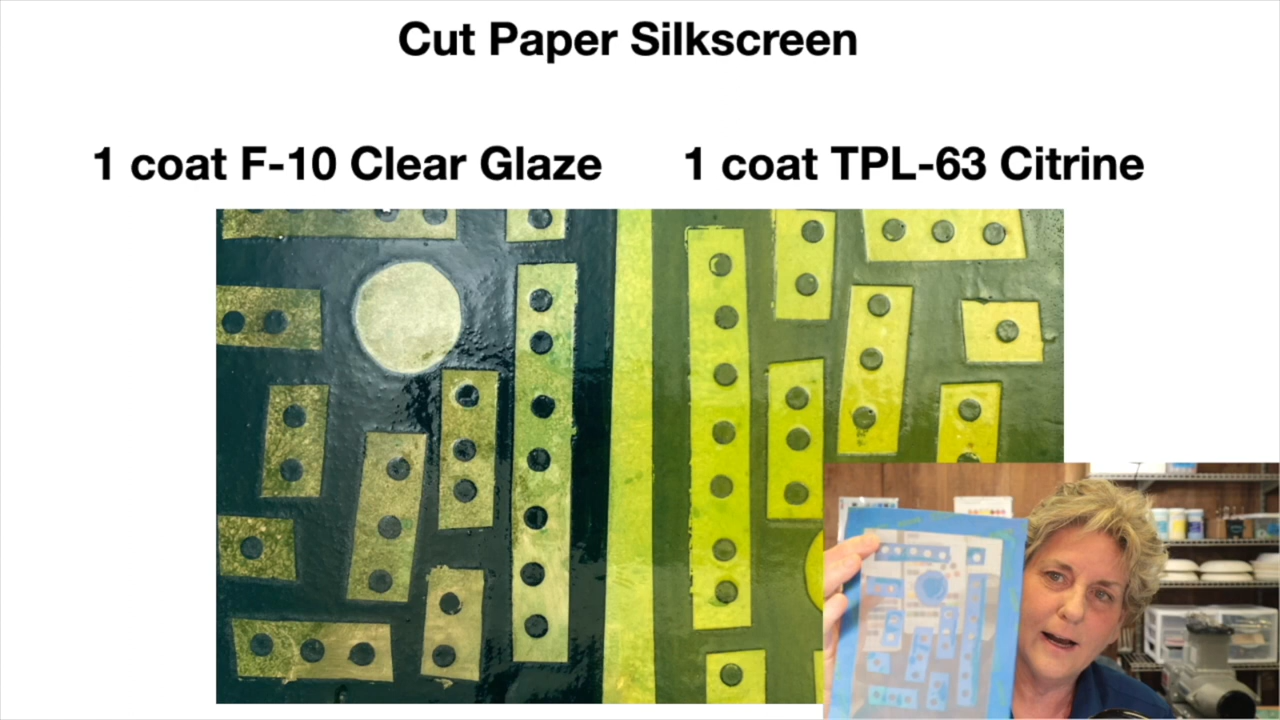 Cut Paper Silkscreen
1 coat F-10 Clear Glaze
1 coat TPL-63 Citrine